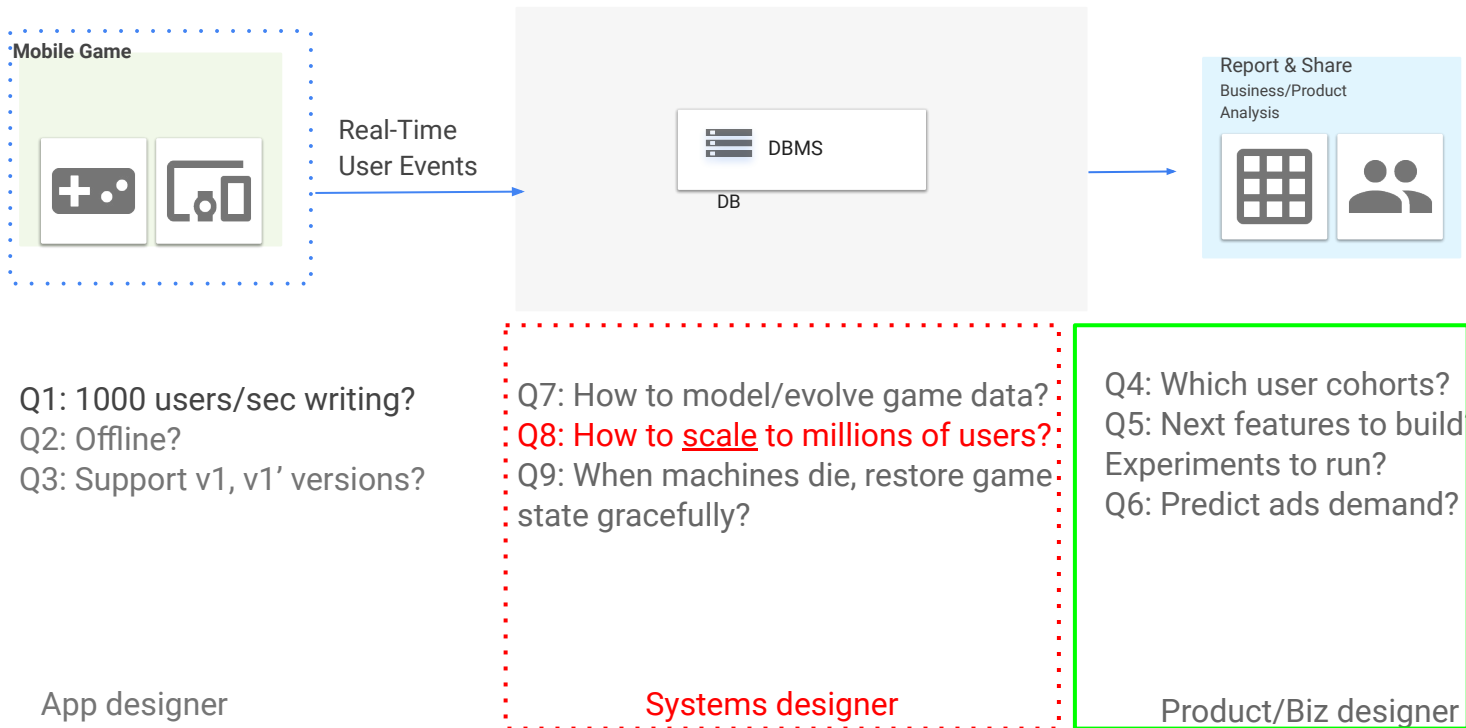 Mobile Game
Real-Time
User Events
DBMS
DB
Report & Share
Business/Product
Analysis
Q1: 1000 users/sec writing?
Q2: Offline?
Q3: Support v1, v1’ versions?
App designer
Q7: How to model/evolve game data?
Q8: How to scale to millions of users?
Q9: When machines die, restore game
state gracefully?
Systems designer
Q4: Which user cohorts?
Q5: Next features to build?
Experiments to run?
Q6: Predict ads demand?
Product/Biz designer